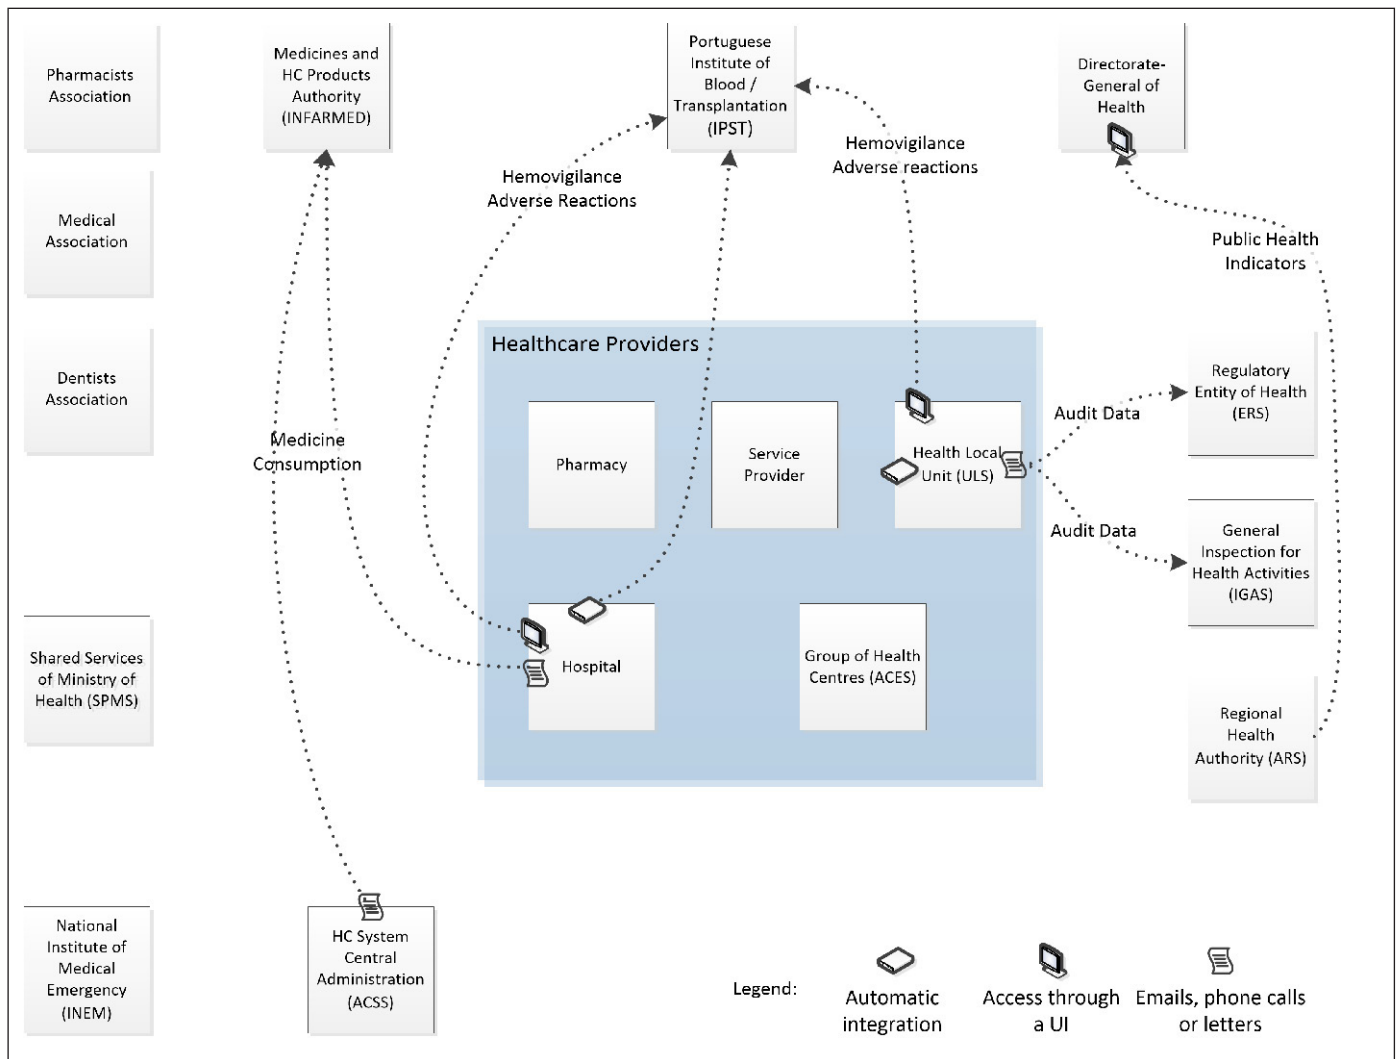 Pharmacists
Association
Medicines and
HC Products
Authority
(INFARMED)
Portuguese
Institute of
Blood /
Transplantation
(IPST)
Directorate-
General of
Health
Hemovigilance
Adverse reactions
Hemovigilance
Adverse Reactions
Medical
Association
Public Health
Indicators
Healthcare Providers
Dentists
Association
Regulatory
Entity of Health
(ERS)
Audit Data
Medicine
Consumption
Pharmacy
Service
Provider
Health Local
Unit (ULS)
Audit Data
General
Inspection for
Health Activities
(IGAS)
Shared Services
of Ministry of
Health (SPMS)
Hospital
Group of Health
Centres (ACES)
Regional
Health
Authority (ARS)
National
Institute of
Medical
Emergency
(INEM)
HC System
Central
Administration
(ACSS)
Legend:
Automatic
integration
Access through
a UI
Emails, phone calls
or letters